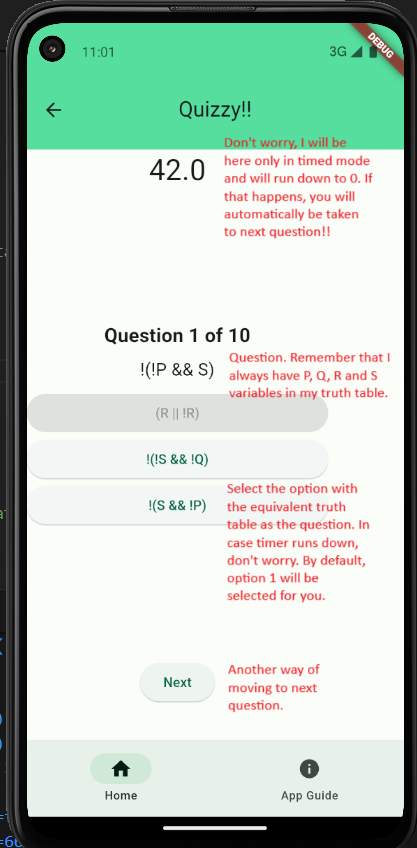 11:01
3G
DEBUG
Quizzy!!
42.0
Don't worry, I will be
here only in timed mode
and will run down to 0. If
that happens, you will
automatically be taken
to next question!!
Question 1 of 10
!(!P && S)
Question. Remember that I
always have P, Q, R and S
variables in my truth table.
(R || !R)
!(!S && !Q)
!(S && !P)
Select the option with
the equivalent truth
table as the question. In
case timer runs down,
don't worry. By default,
option 1 will be
selected for you.
Next
Another way of
moving to next
question.
Home
App Guide